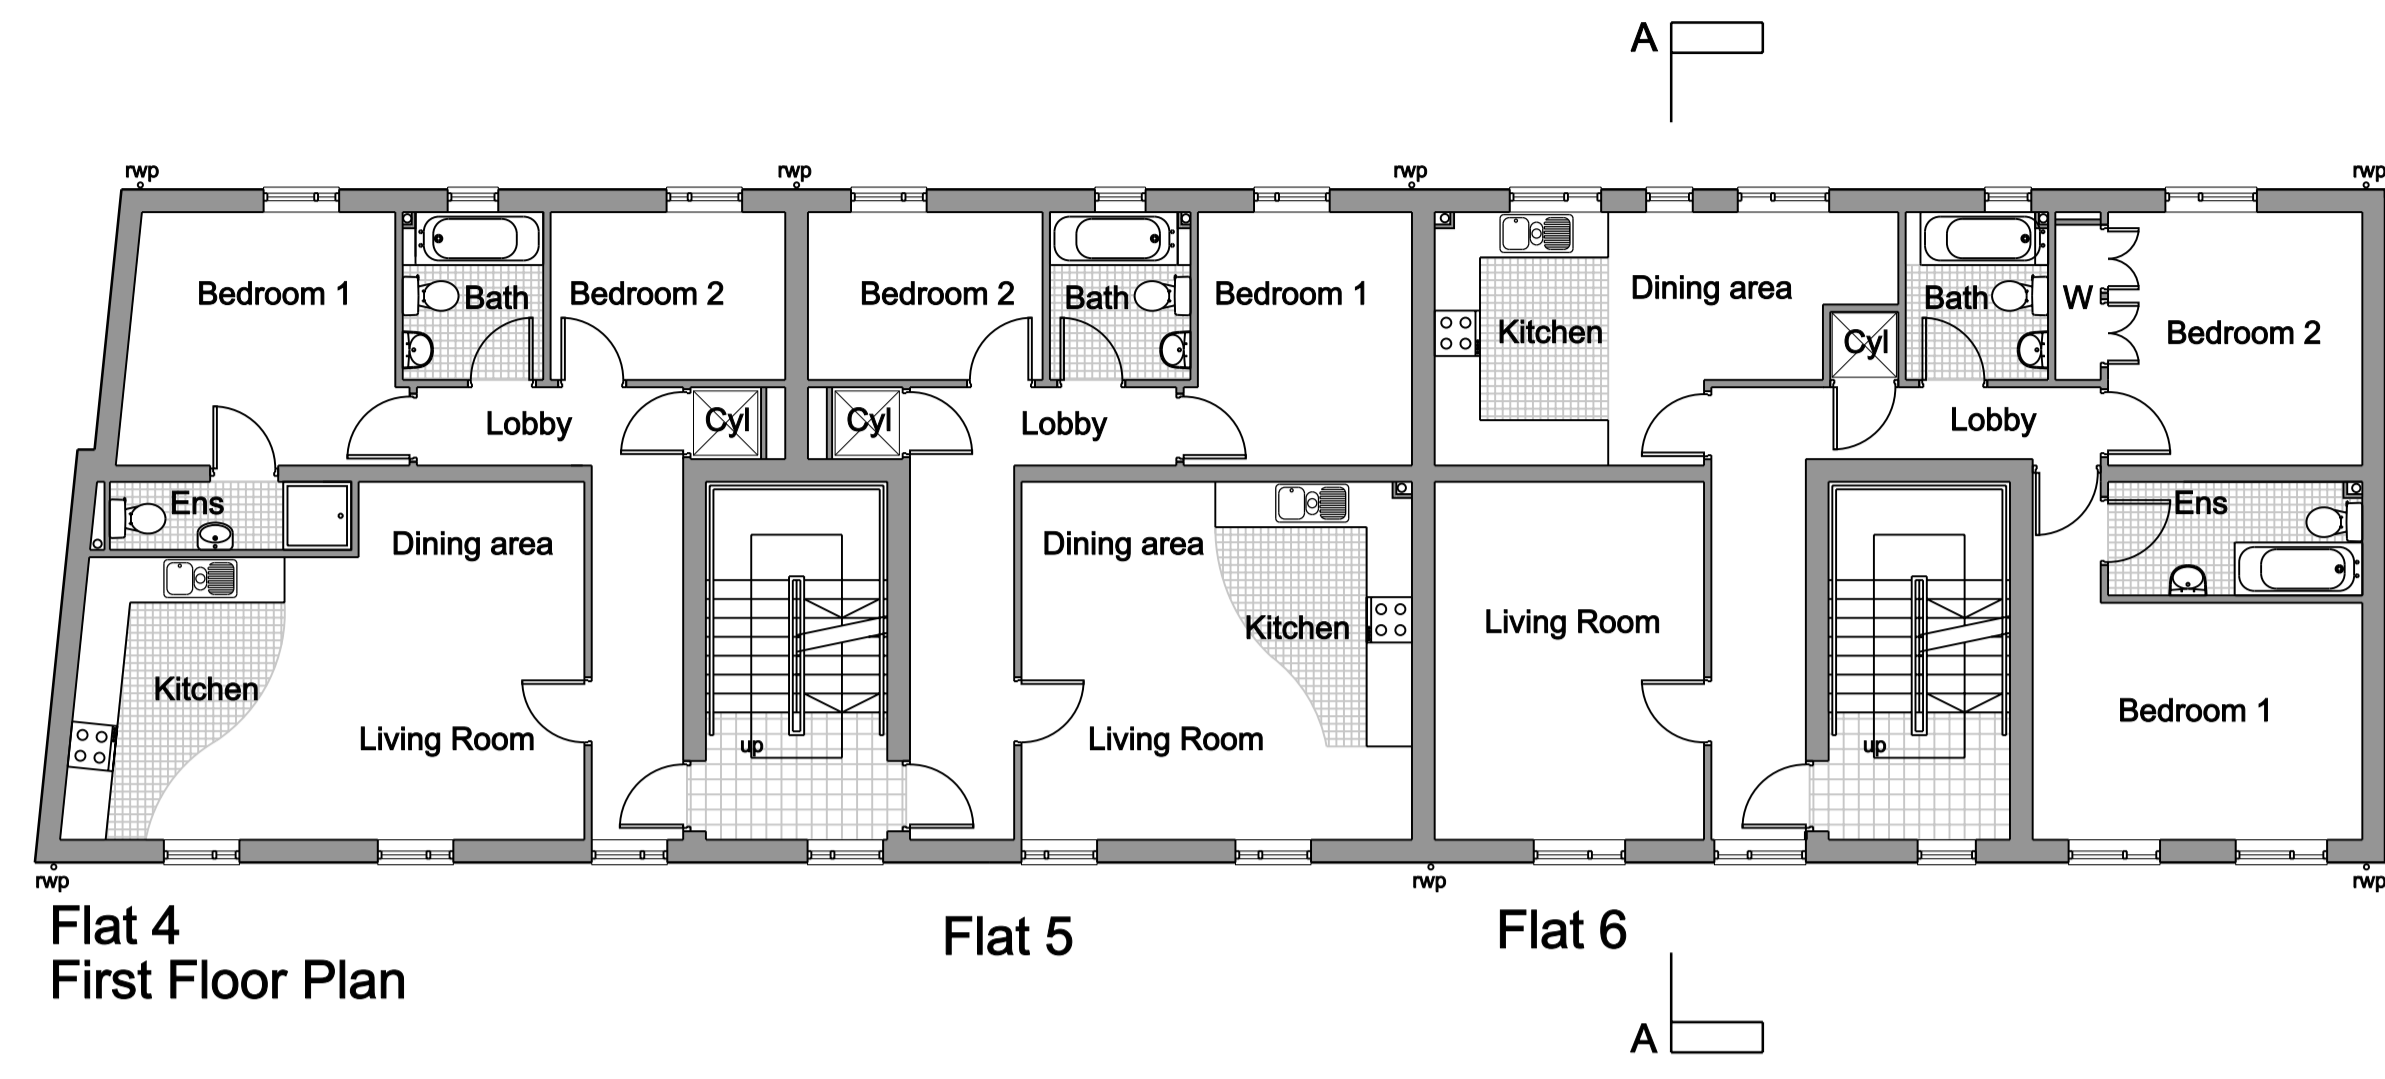 A
rwp
rwp
rwp
rwp
Bedroom 1
Bath
Bedroom 2
Bedroom 2
Bath
Bedroom 1
Dining area
Bath
W
Kitchen
Cyl
Bedroom 2
Lobby
Cyl
Cyl
Lobby
Lobby
Ens
Ens
Dining area
Dining area
Kitchen
Living Room
Kitchen
Living Room
up
Living Room
up
Bedroom 1
rwp
rwp
rwp
Flat 4
Flat 5
Flat 6
First Floor Plan
A